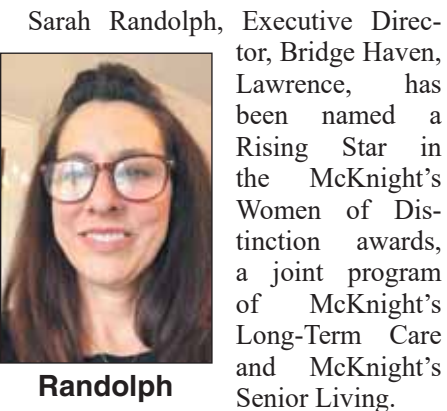 Sarah Randolph, Executive Direc-
tor, Bridge Haven,
Lawrence, has
been named a
Rising Star in
the McKnight's
Women of Dis-
tinction awards,
a joint program
of McKnight's
Long-Term Care
and McKnight's
Senior Living.
Randolph